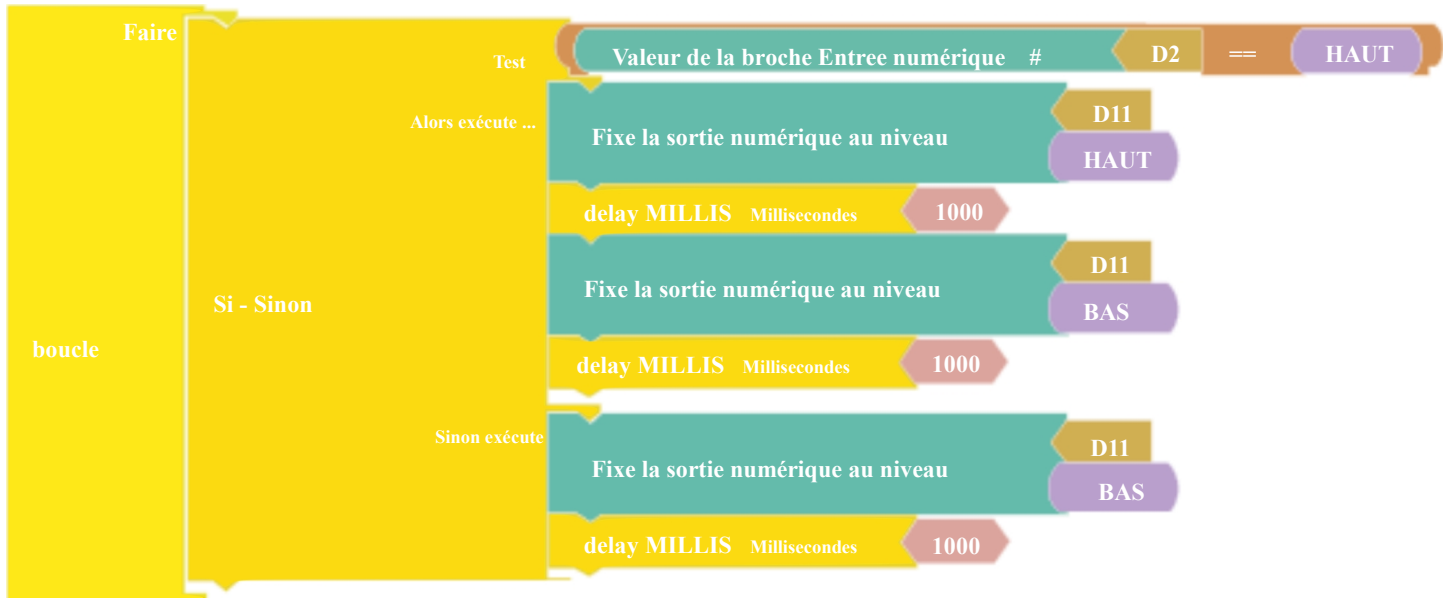 Faire
Test
Valeur de la broche Entree numérique #
D2
==
HAUT
Alors exécute ...
Fixe la sortie numérique au niveau
D11
HAUT
delay MILLIS Millisecondes
1000
Si - Sinon
Fixe la sortie numérique au niveau
D11
BAS
boucle
delay MILLIS Millisecondes
1000
Sinon exécute
Fixe la sortie numérique au niveau
D11
BAS
delay MILLIS Millisecondes
1000